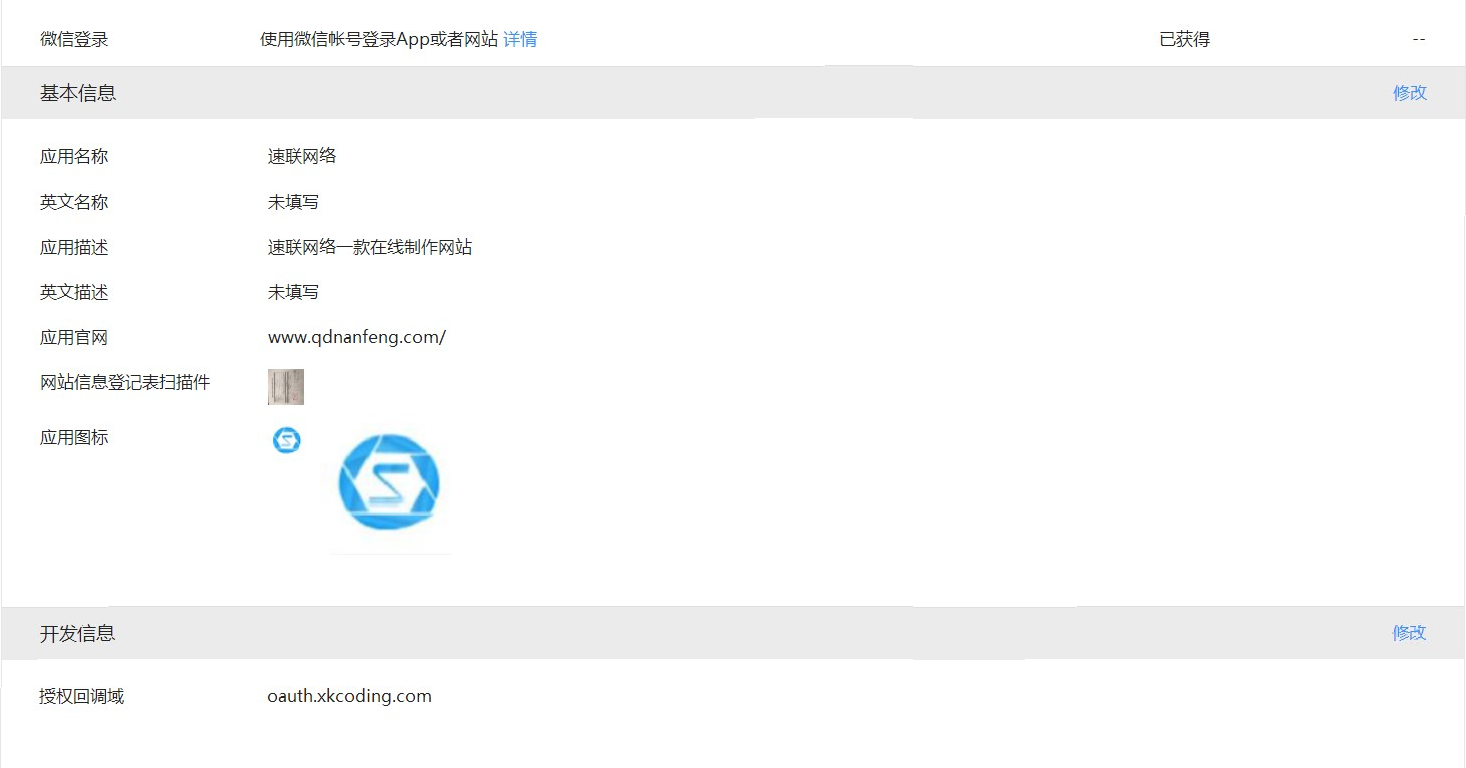 微信登录 使用微信帐号登录App或者网站 详情 已获得 --
基本信息 修改
应用名称 速联网络
英文名称 未填写
应用描述 速联网络一款在线制作网站
英文描述 未填写
应用官网 www.qdnanfeng.com/
网站信息登记表扫描件
应用图标
开发信息 修改
授权回调域 oauth.xkcoding.com